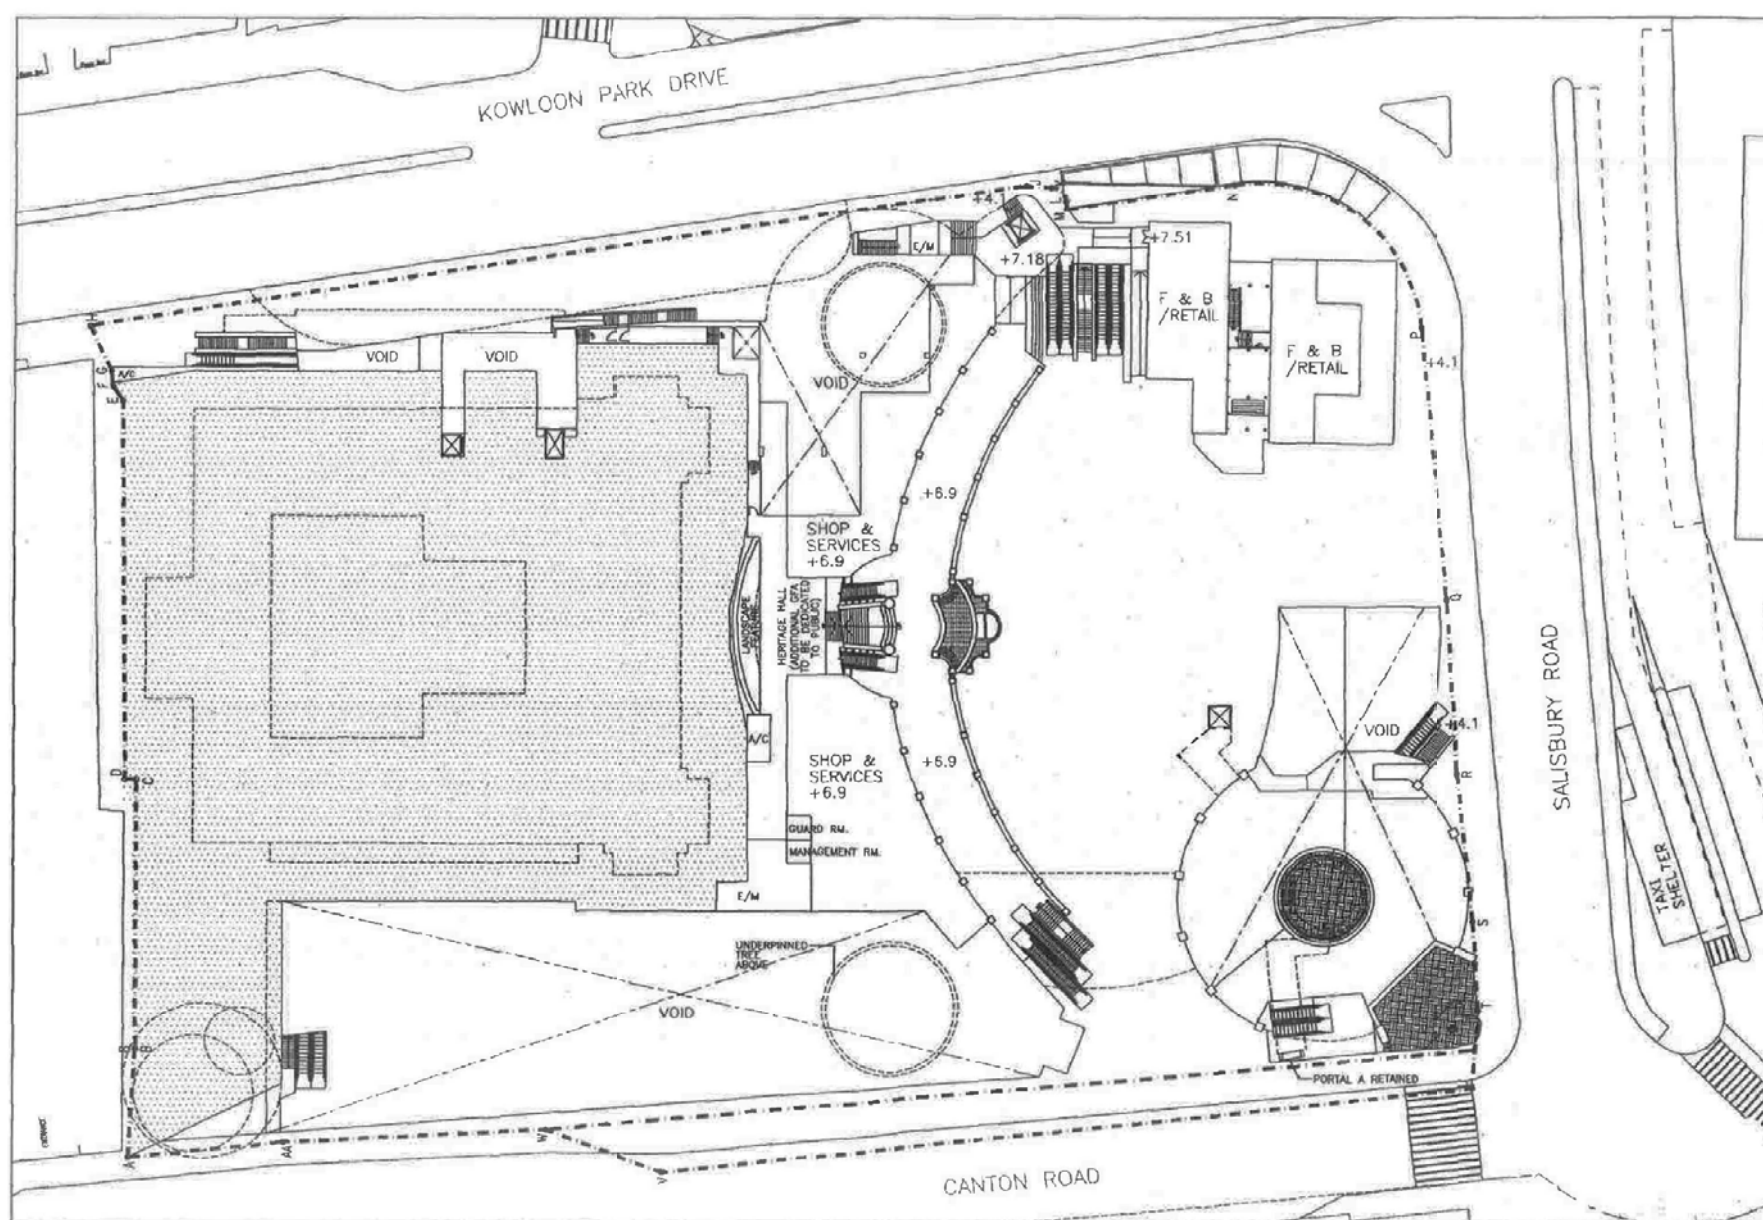 KOWLOON PARK DRIVE
+4.1
M
L
N
E/M
+7.18
+7.51
F & B
/RETAIL
F & B
/RETAIL
P
+4.1
VOID
VOID
A/C
G
F
E
VOID
+6.9
SHOP &
SERVICES
+6.9
LANDSCAPE
FEATURE
HERITAGE HALL
(ADDITIONAL GFA
TO BE DEDICATED
TO PUBLIC)
Q
SALISBURY ROAD
VOID
+4.1
A/C
SHOP &
SERVICES
+6.9
+6.9
D
C
R
GUARD RM.
MANAGEMENT RM.
E/M
TAXI
SHELTER
S
UNDERPINNED
TREE
ABOVE
VOID
T
B
PORTAL A RETAINED
A
AA
W
V
CANTON ROAD